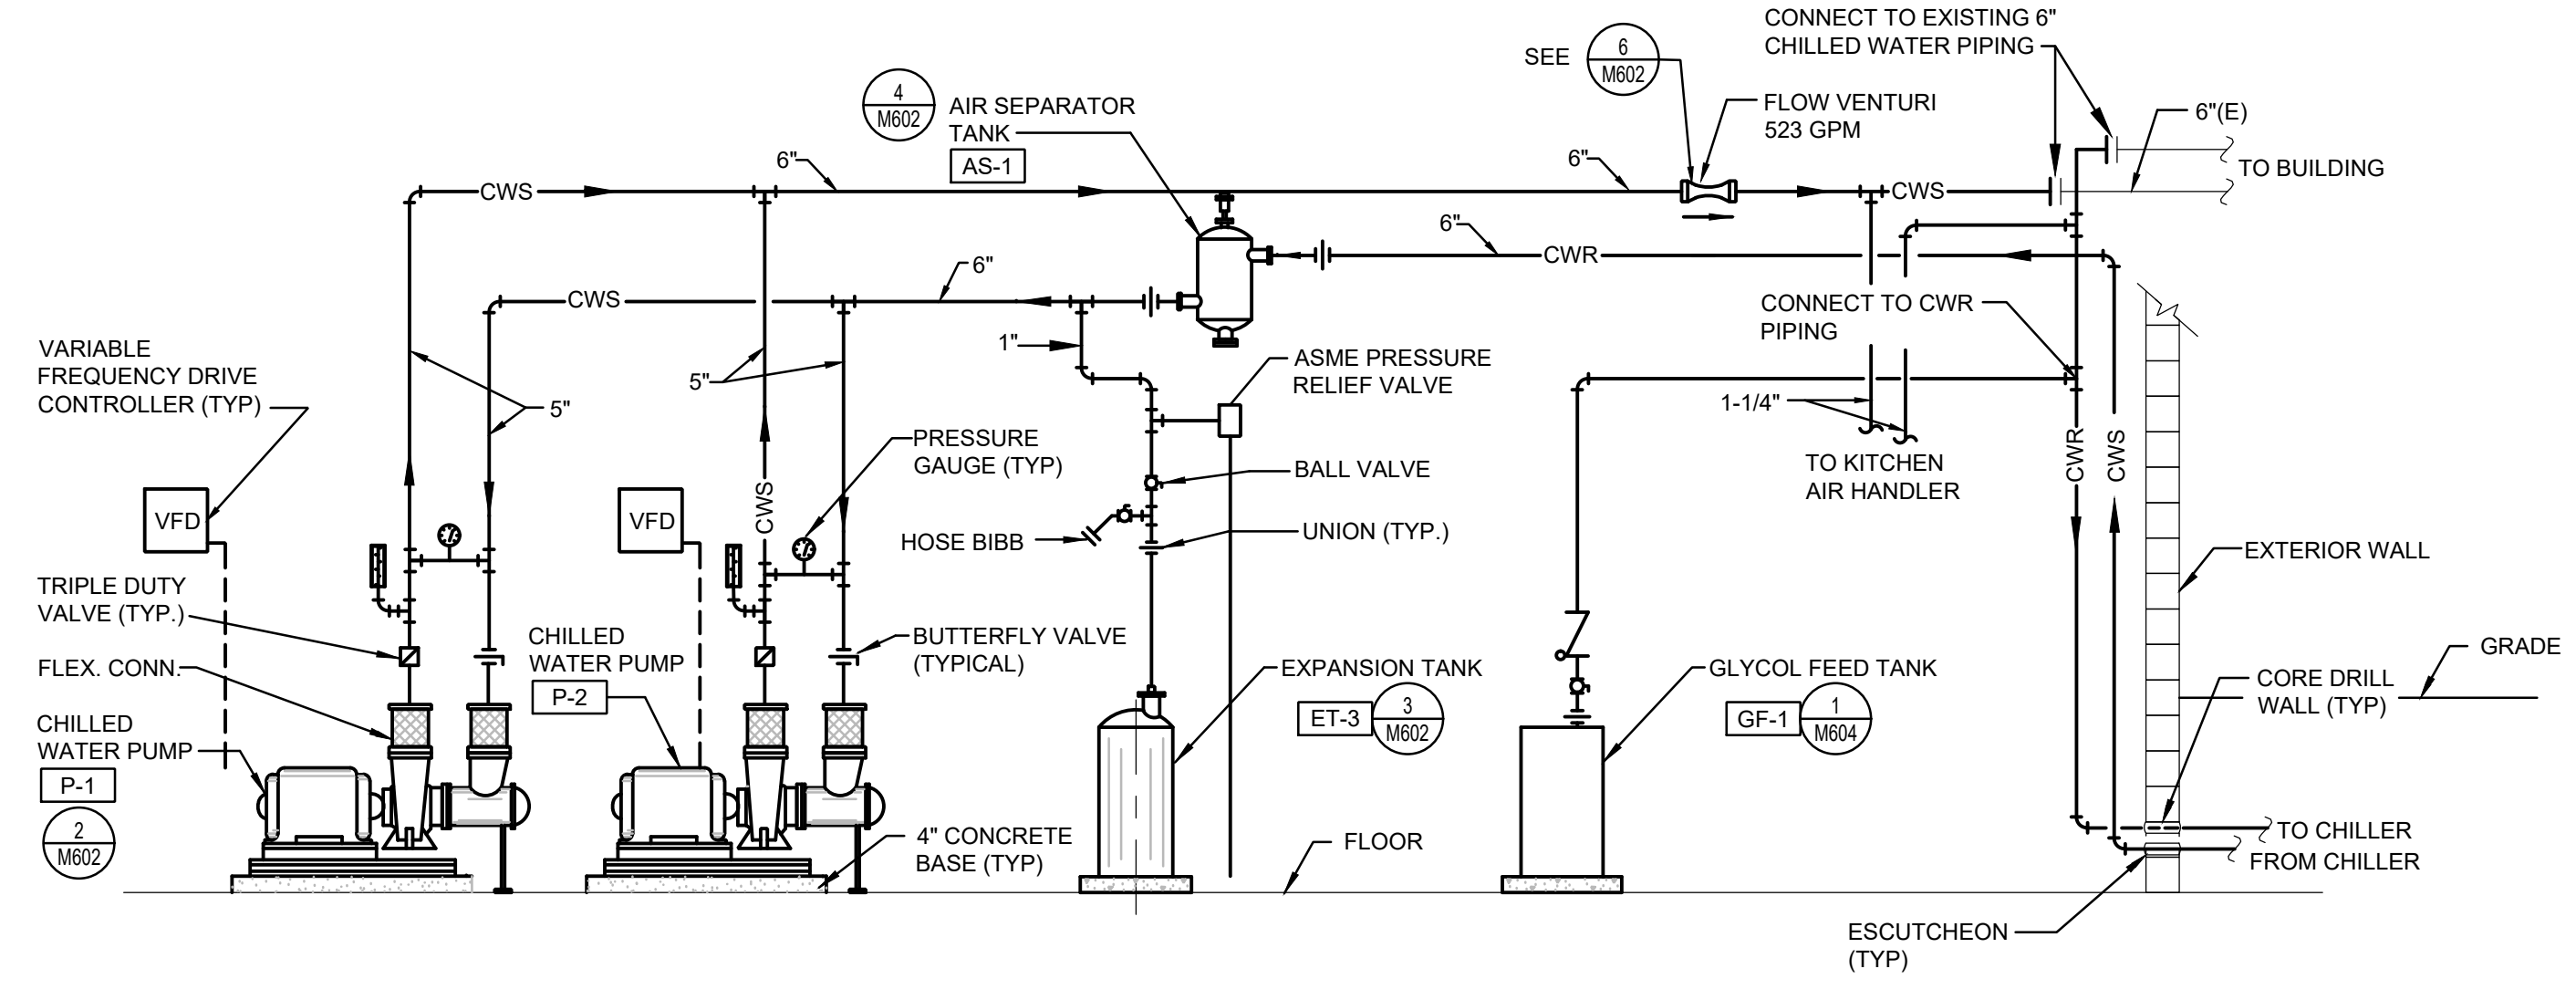 CONNECT TO EXISTING 6"
CHILLED WATER PIPING
SEE
6
M602
FLOW VENTURI
523 GPM
6"(E)
TO BUILDING
4
M602
AIR SEPARATOR
TANK
AS-1
6"
6"
CWS
CWS
6"
CWR
6"
CWS
CONNECT TO CWR
PIPING
1"
ASME PRESSURE
RELIEF VALVE
VARIABLE
FREQUENCY DRIVE
CONTROLLER (TYP)
5"
5"
1-1/4"
PRESSURE
GAUGE (TYP)
BALL VALVE
TO KITCHEN
AIR HANDLER
CWR
CWS
VFD
VFD
CWS
HOSE BIBB
UNION (TYP.)
EXTERIOR WALL
TRIPLE DUTY
VALVE (TYP.)
CHILLED
WATER PUMP
P-2
BUTTERFLY VALVE
(TYPICAL)
FLEX. CONN.
EXPANSION TANK
ET-3
3
M602
GLYCOL FEED TANK
GF-1
1
M604
CORE DRILL
WALL (TYP)
GRADE
CHILLED
WATER PUMP
P-1
2
M602
4" CONCRETE
BASE (TYP)
FLOOR
TO CHILLER
FROM CHILLER
ESCUTCHEON
(TYP)